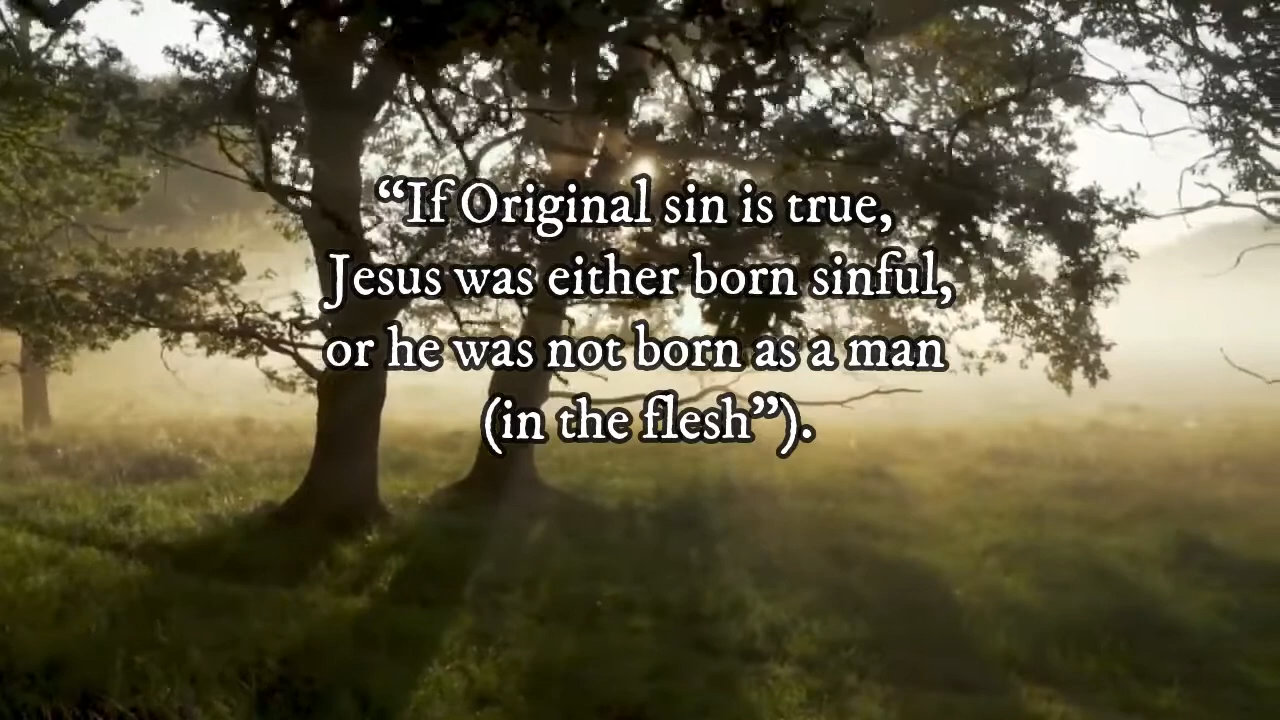 “If Original sin is true,
Jesus was either born sinful,
or he was not born as a man
(in the flesh”).